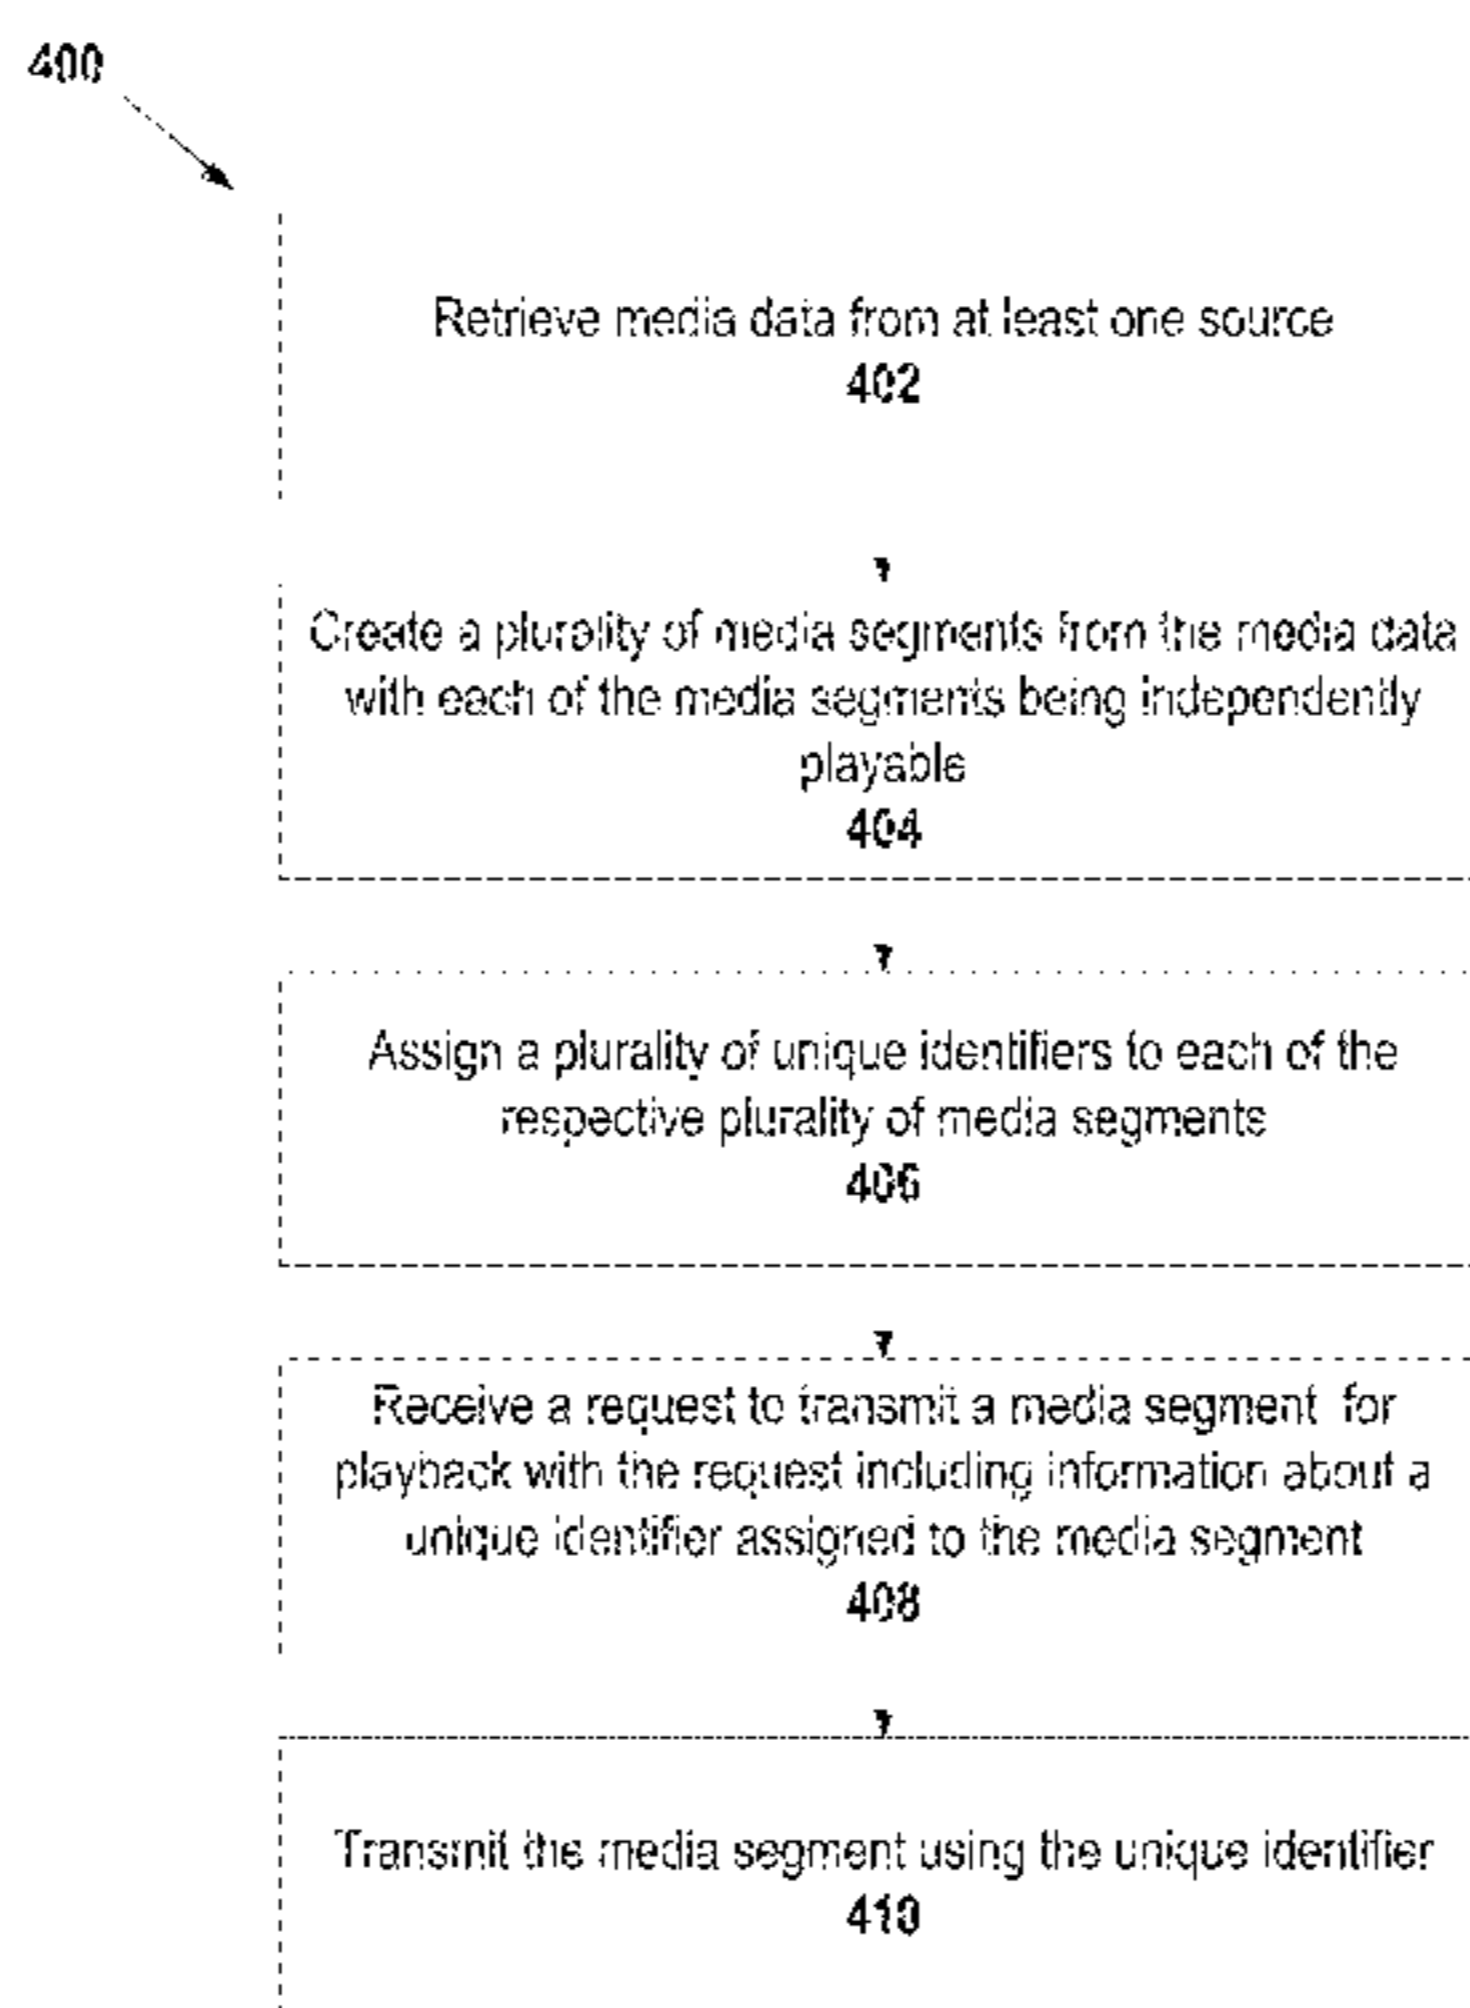 400
Retrieve media data from at least one source
402
Create a plurality of media segments from the media data
with each of the media segments being independently
playable
404
Assign a plurality of unique identifiers to each of the
respective plurality of media segments
406
Receive a request to transmit a media segment for
playback with the request including information about a
unique identifier assigned to the media segment
408
Transmit the media segment using the unique identifier
410